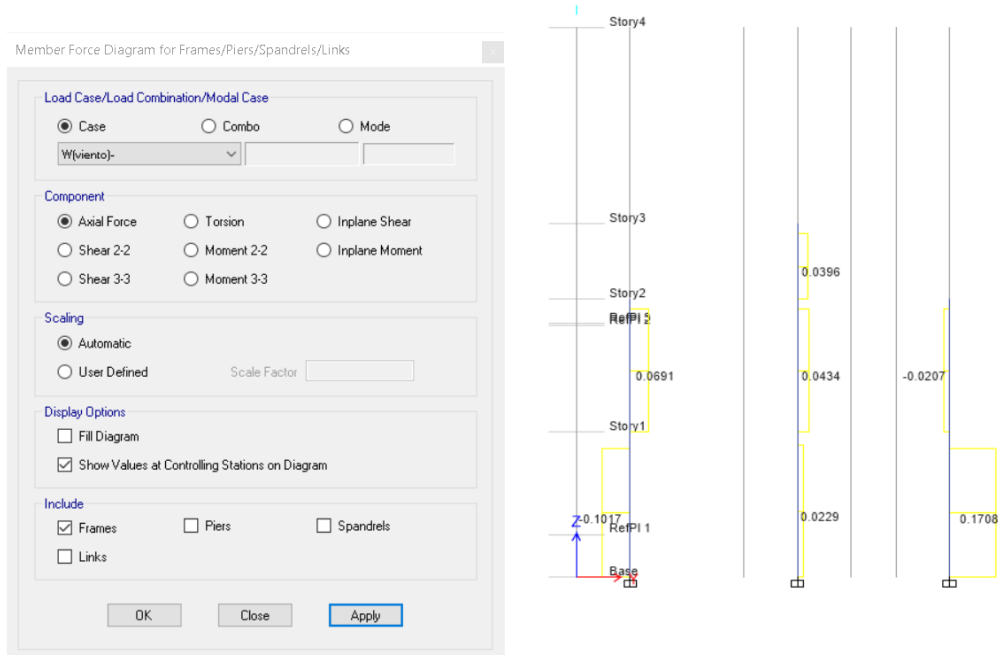 Member Force Diagram for Frames/Piers/Spandrels/Links
x
Load Case/Load Combination/Modal Case
Case
Combo
Mode
W(viento)-
Component
Axial Force
Torsion
Inplane Shear
Shear 2-2
Moment 2-2
Inplane Moment
Shear 3-3
Moment 3-3
Scaling
Automatic
User Defined
Scale Factor
Display Options
Fill Diagram
Show Values at Controlling Stations on Diagram
Include
Frames
Piers
Spandrels
Links
OK
Close
Apply
Story4
Story3
0.0396
Story2
0.0691
0.0434
-0.0207
Story1
Z
-0.1017
0.0229
0.1708
RefPl 1
Base